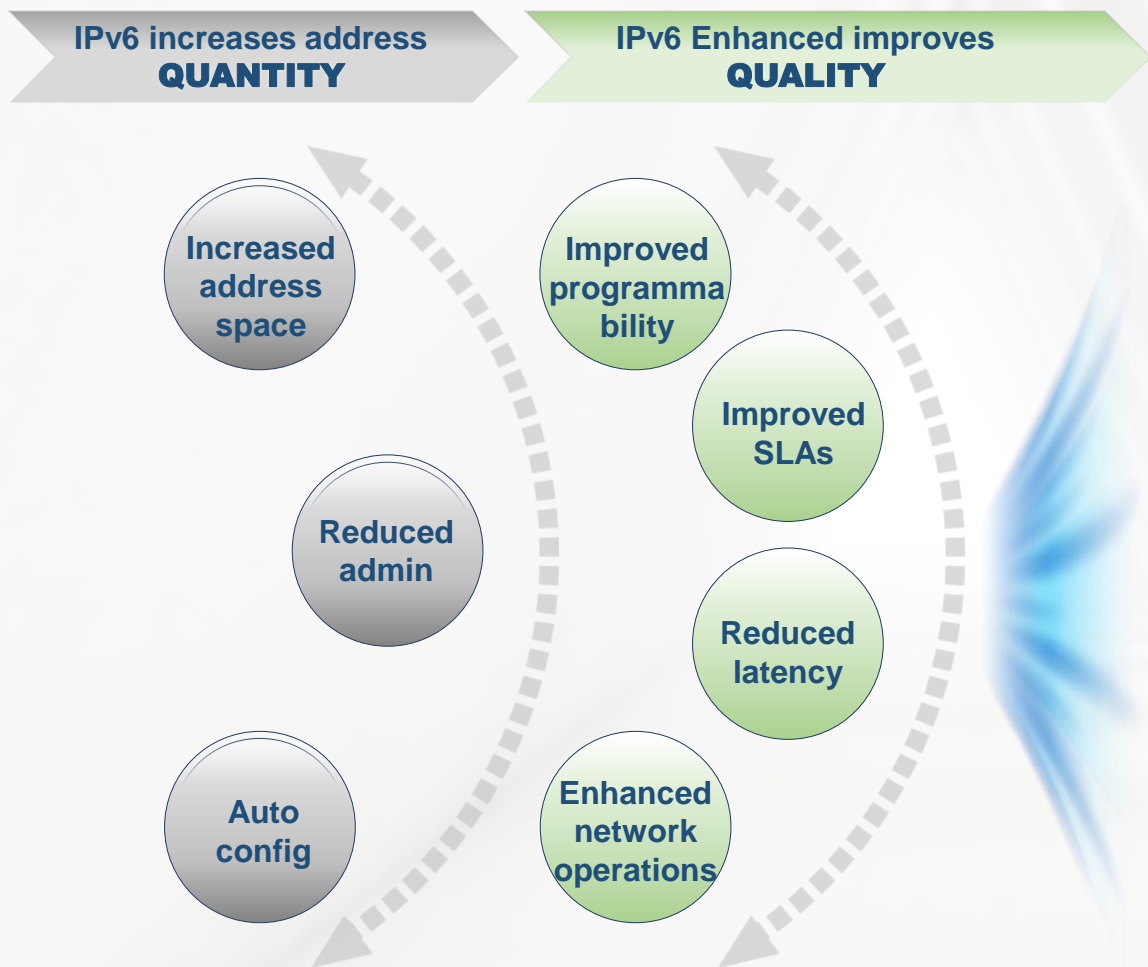 IPv6 increases address
QUANTITY
IPv6 Enhanced improves
QUALITY
Increased
address
space
Reduced
admin
Auto
config
Improved
programma
bility
Improved
SLAs
Reduced
latency
Enhanced
network
operations